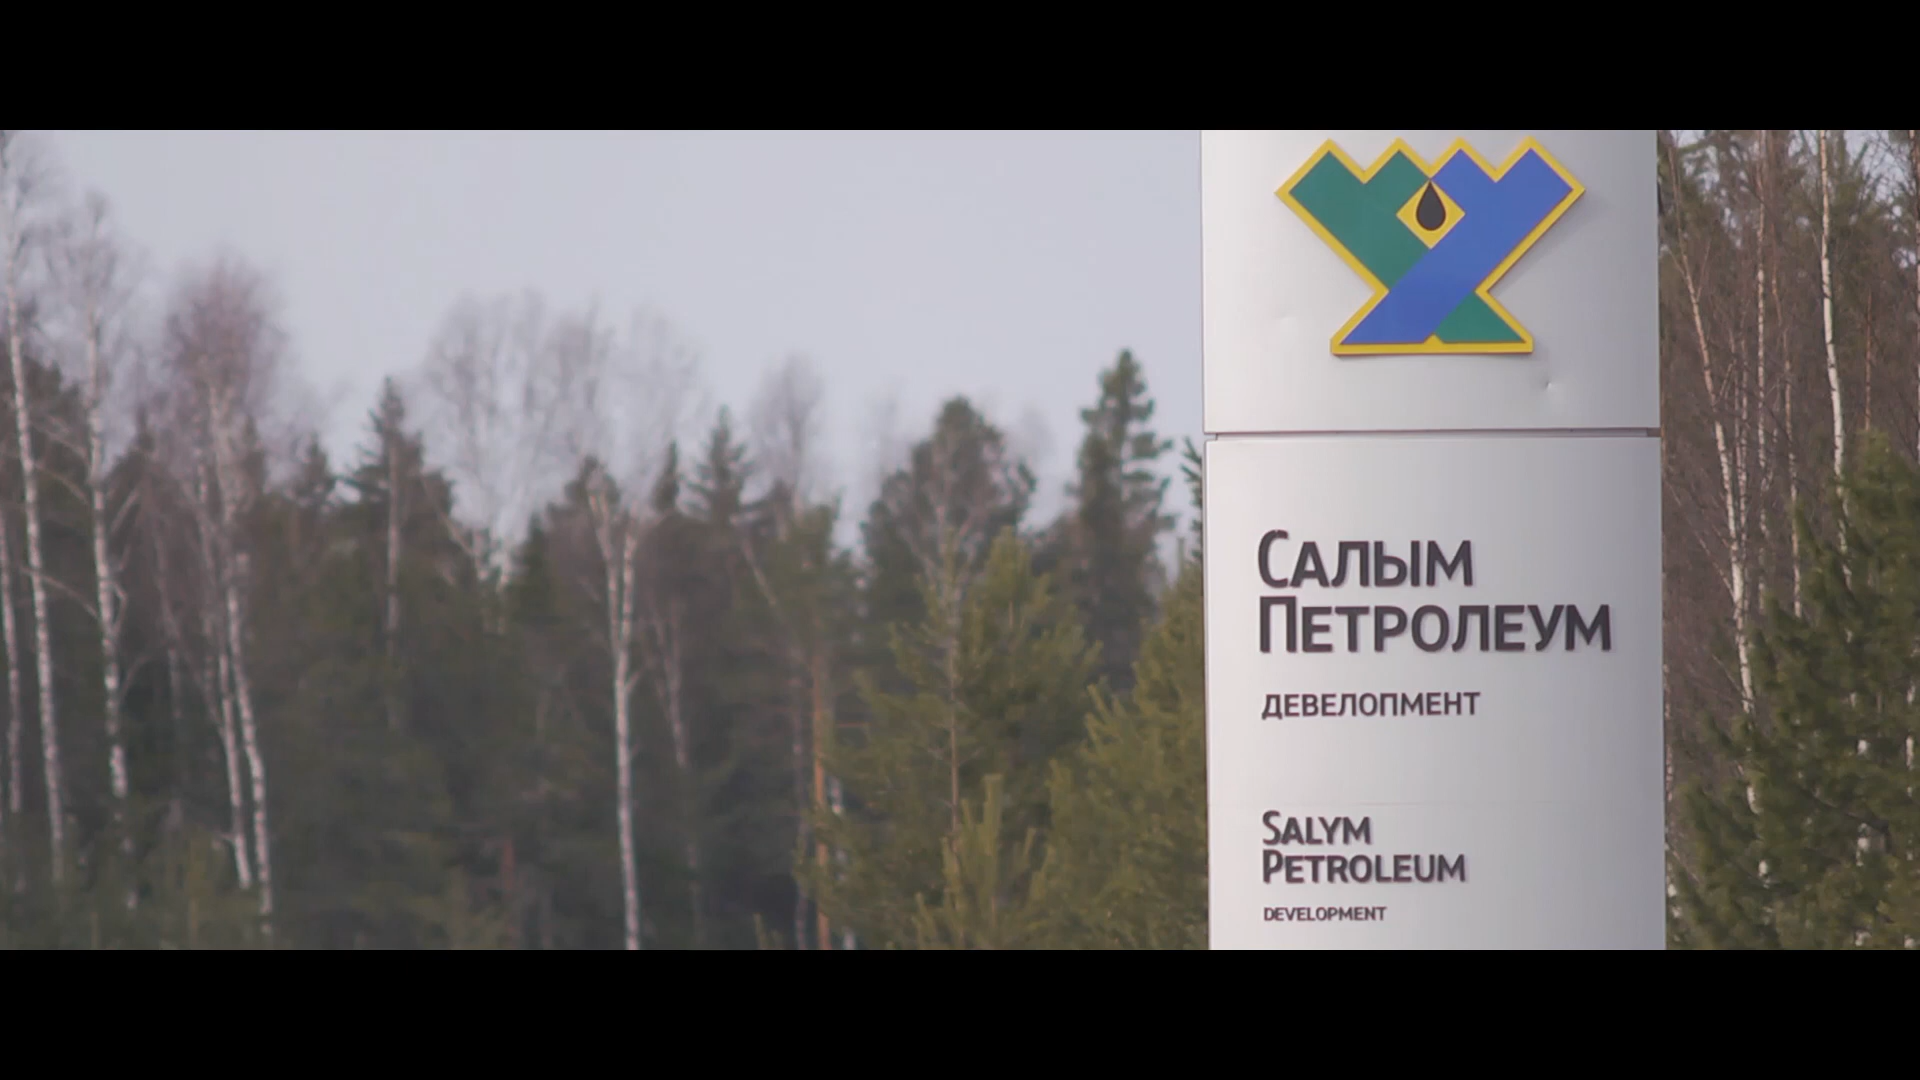 Салым
Петролеум
девелопмент
Salym
Petroleum
development